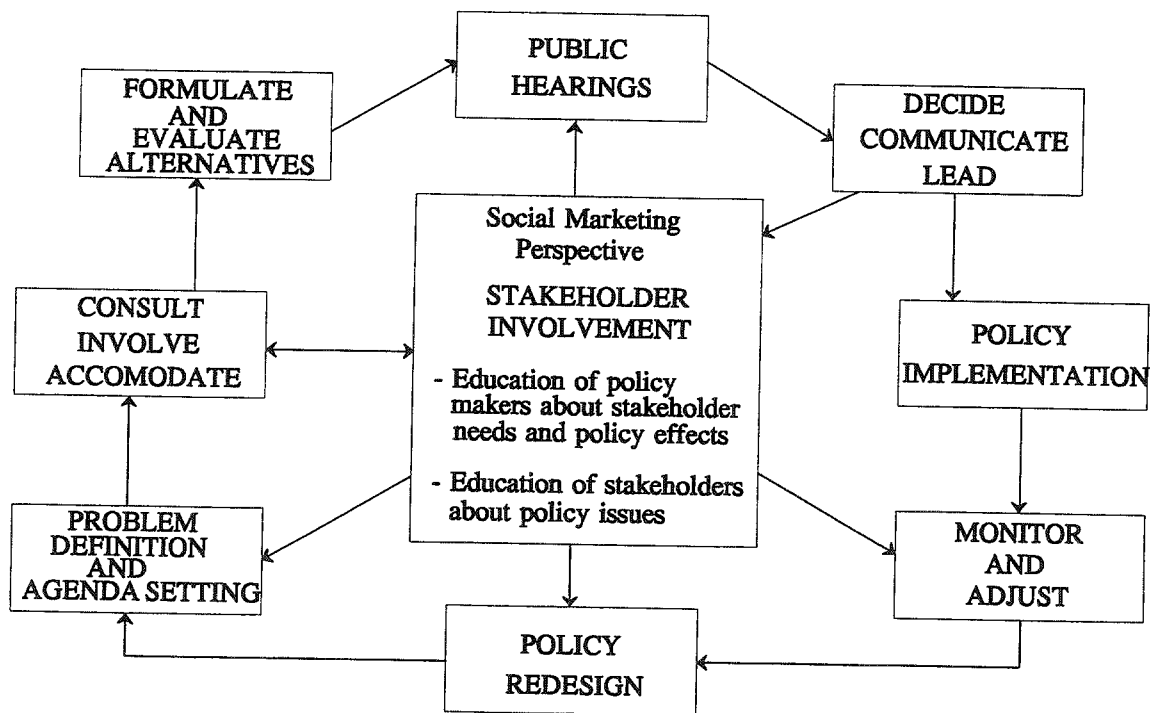 PUBLIC
HEARINGS
FORMULATE
AND
EVALUATE
ALTERNATIVES
DECIDE
COMMUNICATE
LEAD
Social Marketing
Perspective
STAKEHOLDER
INVOLVEMENT
- Education of policy
makers about stakeholder
needs and policy effects
- Education of stakeholders
about policy issues
CONSULT
INVOLVE
ACCOMODATE
POLICY
IMPLEMENTATION
PROBLEM
DEFINITION
AND
AGENDA SETTING
MONITOR
AND
ADJUST
POLICY
REDESIGN